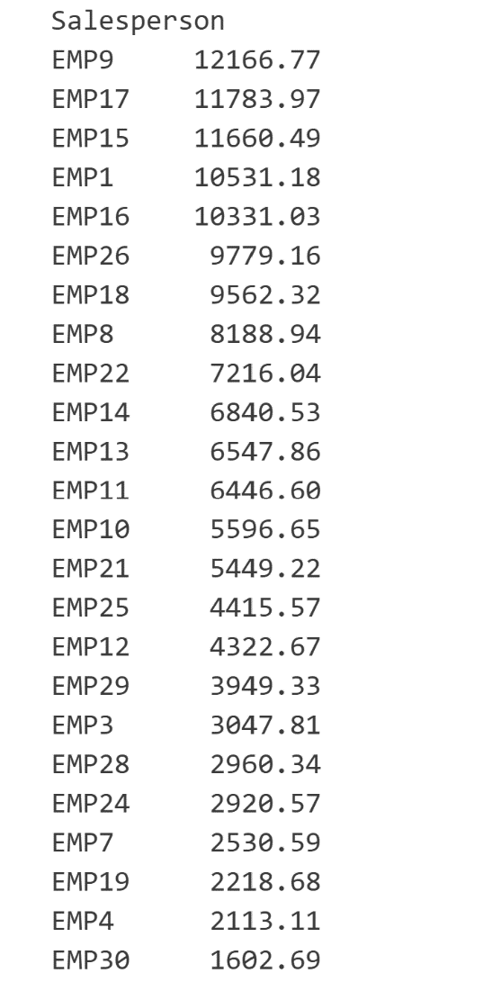 Salesperson
EMP9 12166.77
EMP17 11783.97
EMP15 11660.49
EMP1 10531.18
EMP16 10331.03
EMP26 9779.16
EMP18 9562.32
EMP8 8188.94
EMP22 7216.04
EMP14 6840.53
EMP13 6547.86
EMP11 6446.60
EMP10 5596.65
EMP21 5449.22
EMP25 4415.57
EMP12 4322.67
EMP29 3949.33
EMP3 3047.81
EMP28 2960.34
EMP24 2920.57
EMP7 2530.59
EMP19 2218.68
EMP4 2113.11
EMP30 1602.69